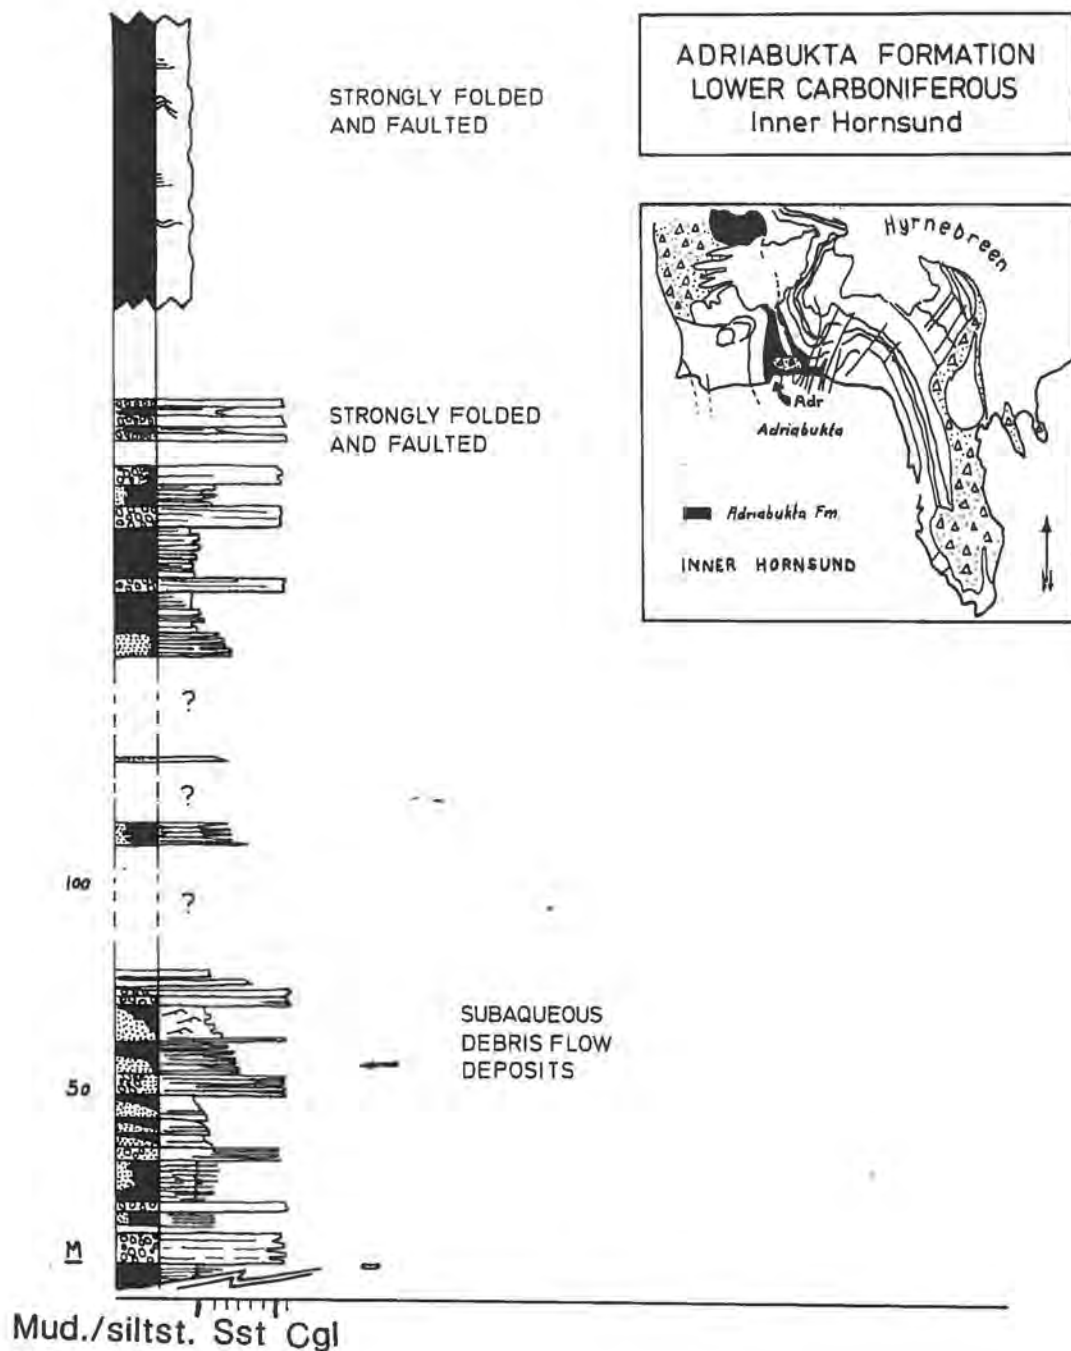 STRONGLY FOLDED
AND FAULTED
ADRIABUKTA FORMATION
LOWER CARBONIFEROUS
Inner Hornsund
Hyrnebreen
Adr
Adriabukta
Adriabukta Fm
INNER HORNSUND
N
STRONGLY FOLDED
AND FAULTED
?
?
100
?
SUBAQUEOUS
DEBRIS FLOW
DEPOSITS
50
M
Mud./siltst. Sst Cgl